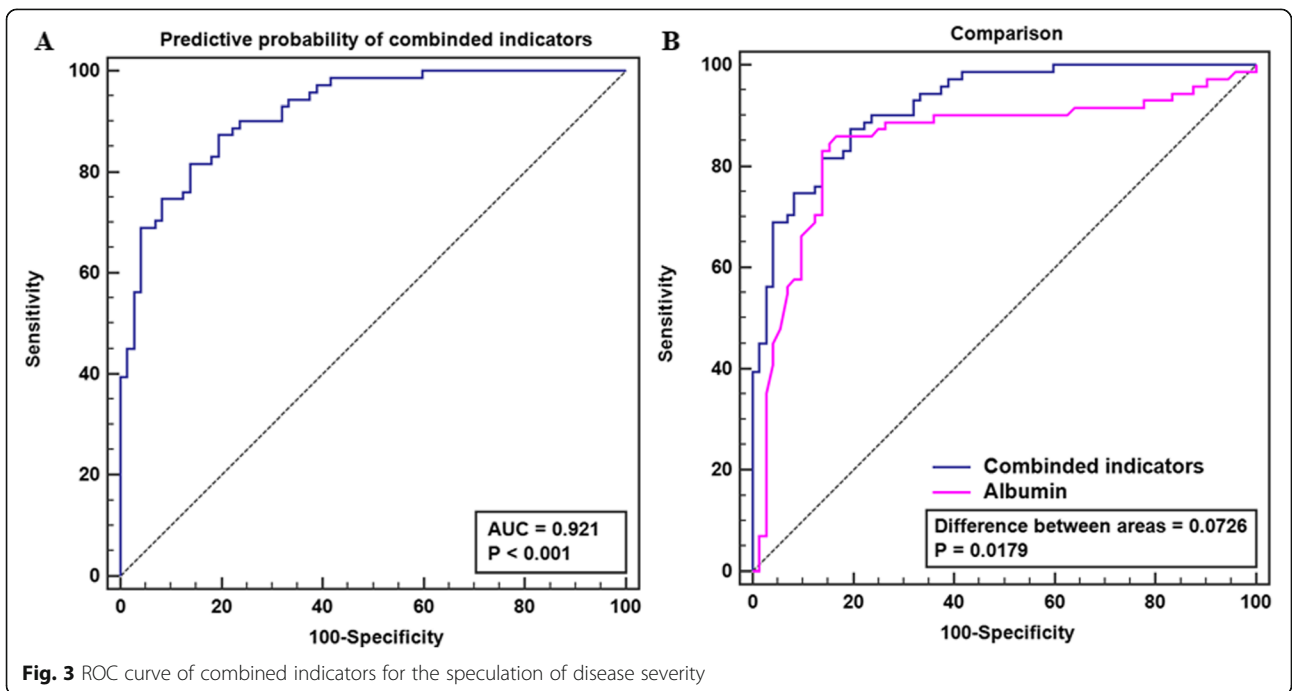 A
Predictive probability of combinded indicators
100
80
60
40
20
0
Sensitivity
AUC = 0.921
P < 0.001
0 20 40 60 80 100
100-Specificity
B
Comparison
100
80
60
40
20
0
Sensitivity
Combinded indicators
Albumin
Difference between areas = 0.0726
P = 0.0179
0 20 40 60 80 100
100-Specificity
Fig. 3 ROC curve of combined indicators for the speculation of disease severity